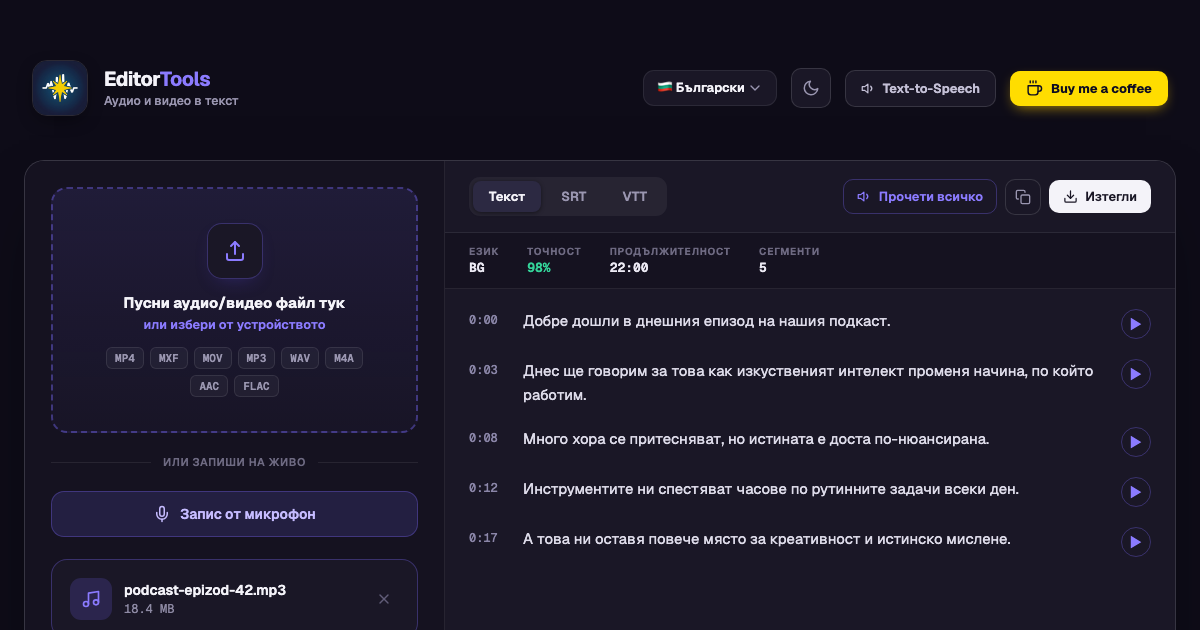 EditorTools
Аудио и видео в текст
Български
Text-to-Speech
Buy me a coffee
Пусни аудио/видео файл тук
или избери от устройството
MP4 MXF MOV MP3 WAV M4A
AAC FLAC
ИЛИ ЗАПИШИ НА ЖИВО
Запис от микрофон
podcast-epizod-42.mp3
18.4 MB
Текст SRT VTT
Прочети всичко
Изтегли
ЕЗИК ТОЧНОСТ ПРОДЪЛЖИТЕЛНОСТ СЕГМЕНТИ
BG 98% 22:00 5
0:00 Добре дошли в днешния епизод на нашия подкаст.
0:03 Днес ще говорим за това как изкуственият интелект променя начина, по който
работим.
0:08 Много хора се притесняват, но истината е доста по-нюансирана.
0:12 Инструментите ни спестяват часове по рутинните задачи всеки ден.
0:17 А това ни оставя повече място за креативност и истинско мислене.